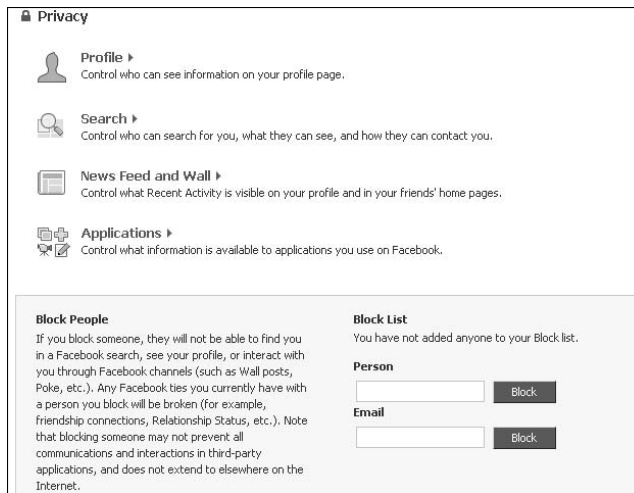 Privacy
Profile
Control who can see information on your profile page.
Search
Control who can search for you, what they can see, and how they can contact you.
News Feed and Wall
Control what Recent Activity is visible on your profile and in your friends' home pages.
Applications
Control what information is available to applications you use on Facebook.
Block People
If you block someone, they will not be able to find you
in a Facebook search, see your profile, or interact with
you through Facebook channels (such as Wall posts,
Poke, etc.). Any Facebook ties you currently have with
a person you block will be broken (for example,
friendship connections, Relationship Status, etc.). Note
that blocking someone may not prevent all
communications and interactions in third-party
applications, and does not extend to elsewhere on the
Internet.
Block List
You have not added anyone to your Block list.
Person
Block
Email
Block